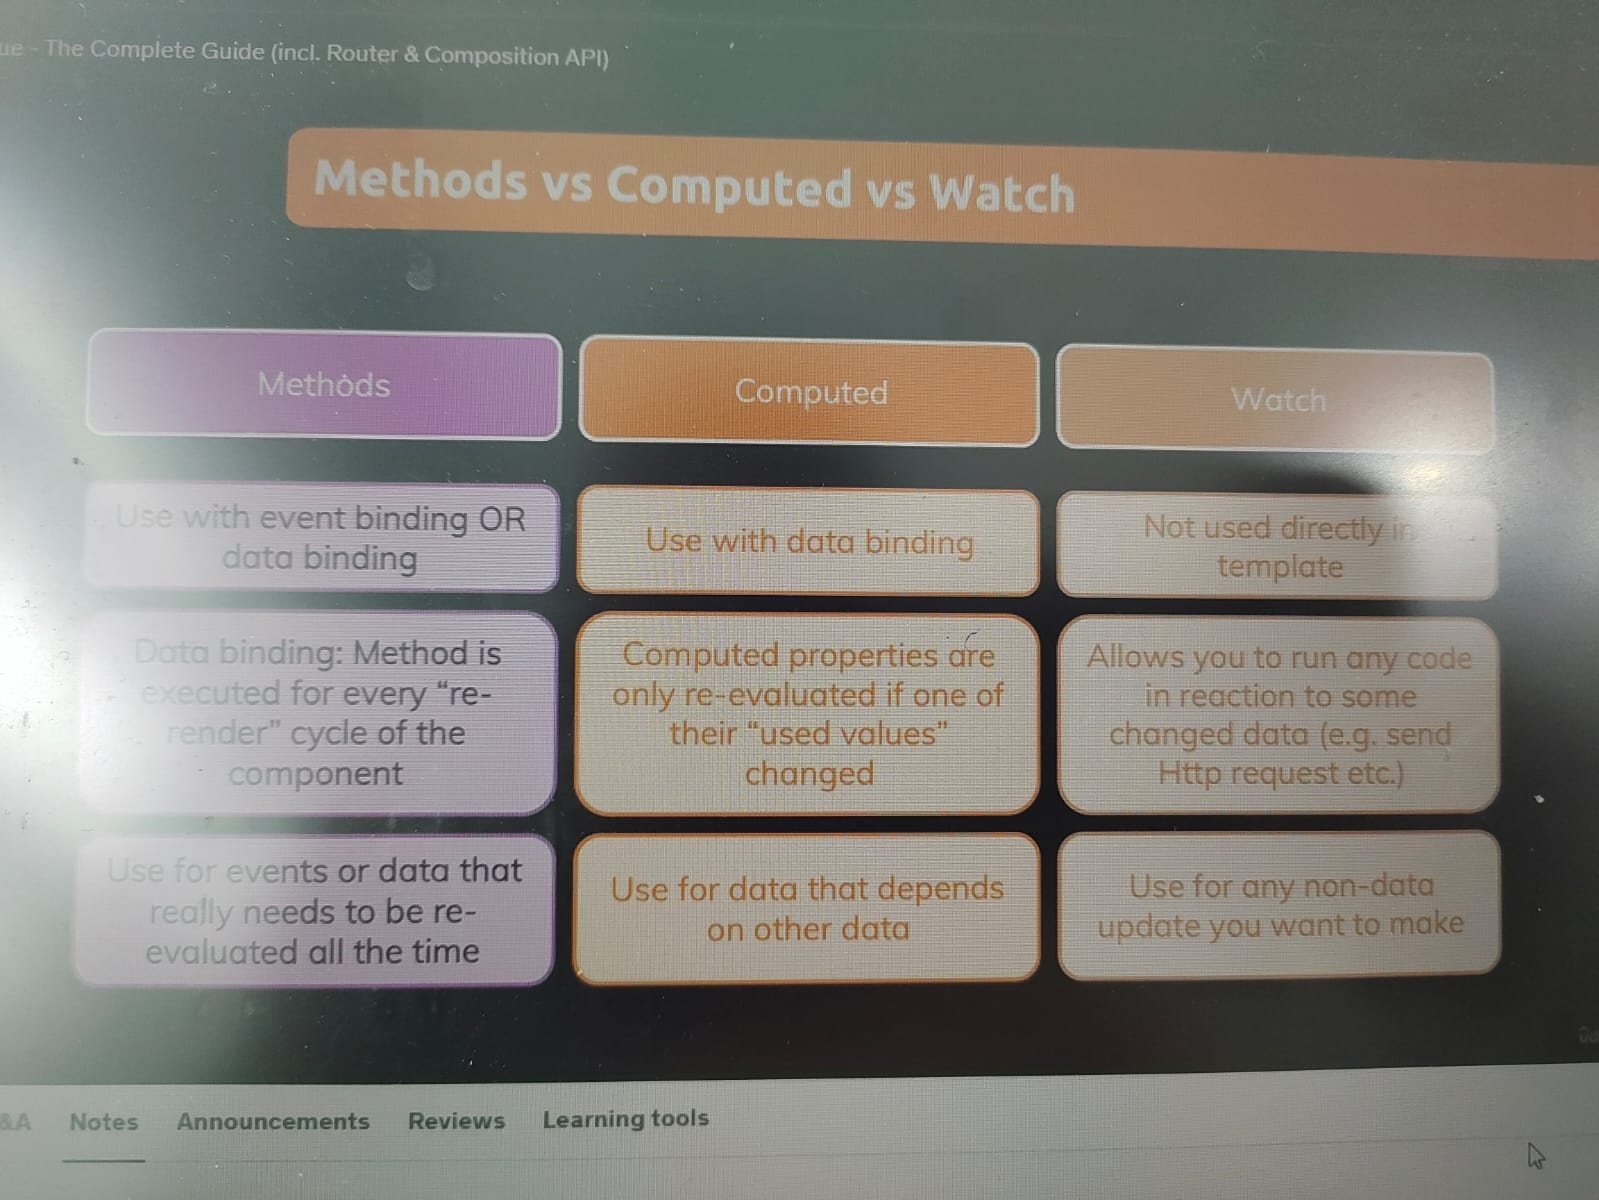 ue - The Complete Guide (incl. Router & Composition API)
Methods vs Computed vs Watch
Methods
Computed
Watch
Use with event binding OR
data binding
Use with data binding
Not used directly in
template
Data binding: Method is
executed for every “re-
render” cycle of the
component
Computed properties are
only re-evaluated if one of
their “used values”
changed
Allows you to run any code
in reaction to some
changed data (e.g. send
Http request etc.)
Use for events or data that
really needs to be re-
evaluated all the time
Use for data that depends
on other data
Use for any non-data
update you want to make
&A
Notes
Announcements
Reviews
Learning tools